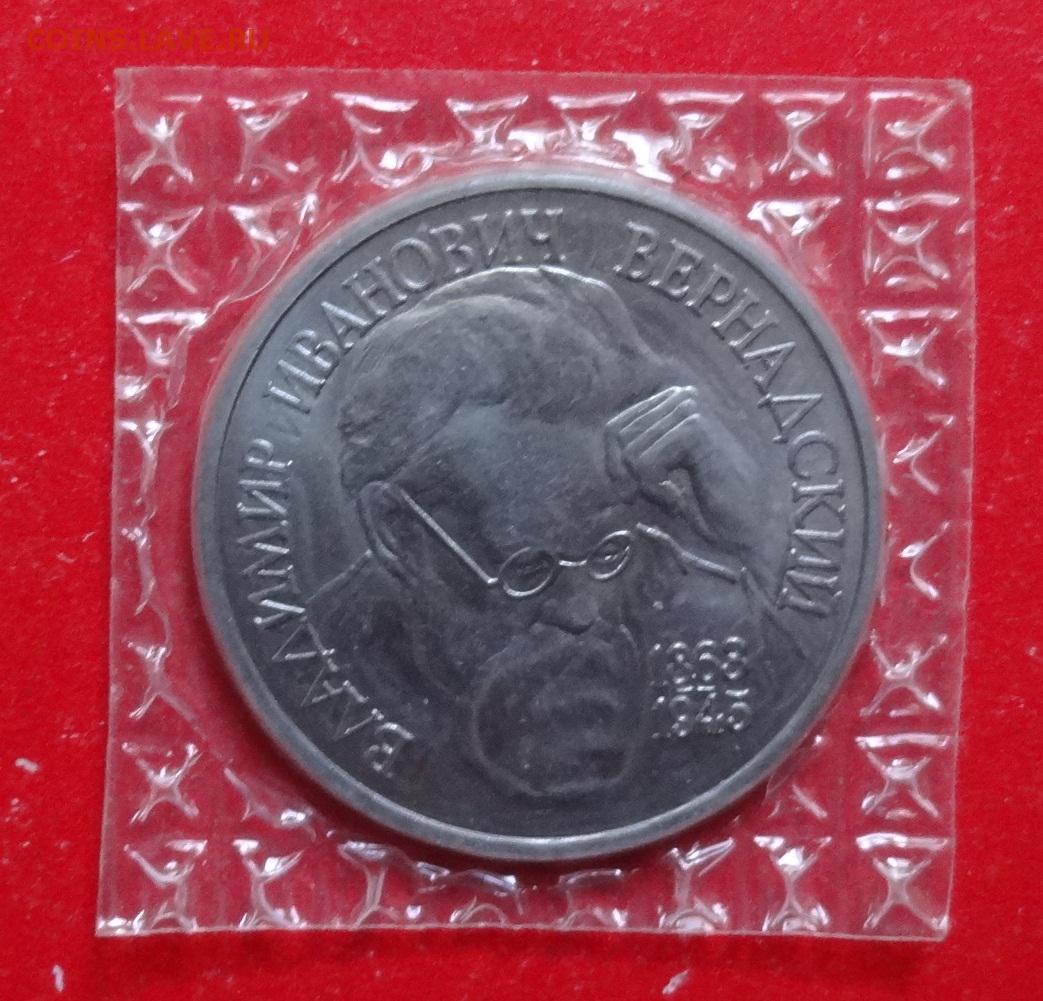 COINS.LAVE.RU
ВЛАДИМИР ИВАНОВИЧ ВЕРНАДСКИЙ
1863
1945